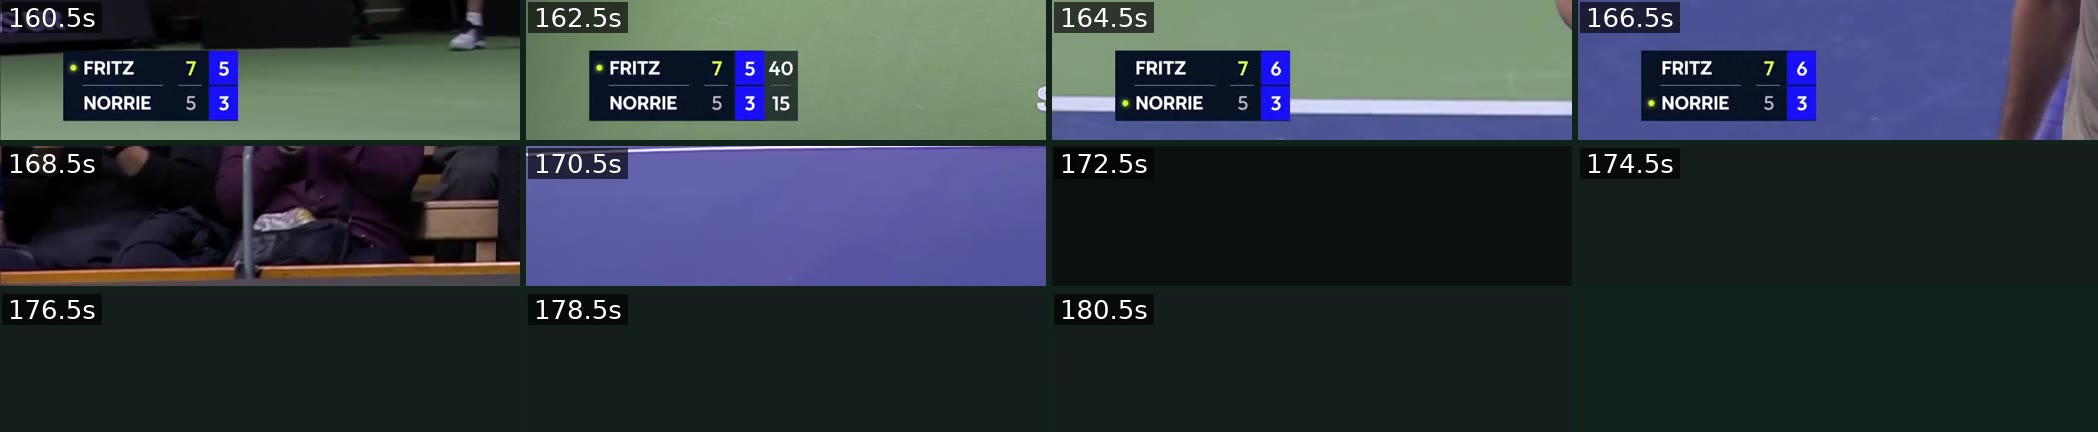 160.5s
FRITZ 7 5
NORRIE 5 3
162.5s
FRITZ 7 5 40
NORRIE 5 3 15
164.5s
FRITZ 7 6
NORRIE 5 3
166.5s
FRITZ 7 6
NORRIE 5 3
168.5s
170.5s
172.5s
174.5s
176.5s
178.5s
180.5s